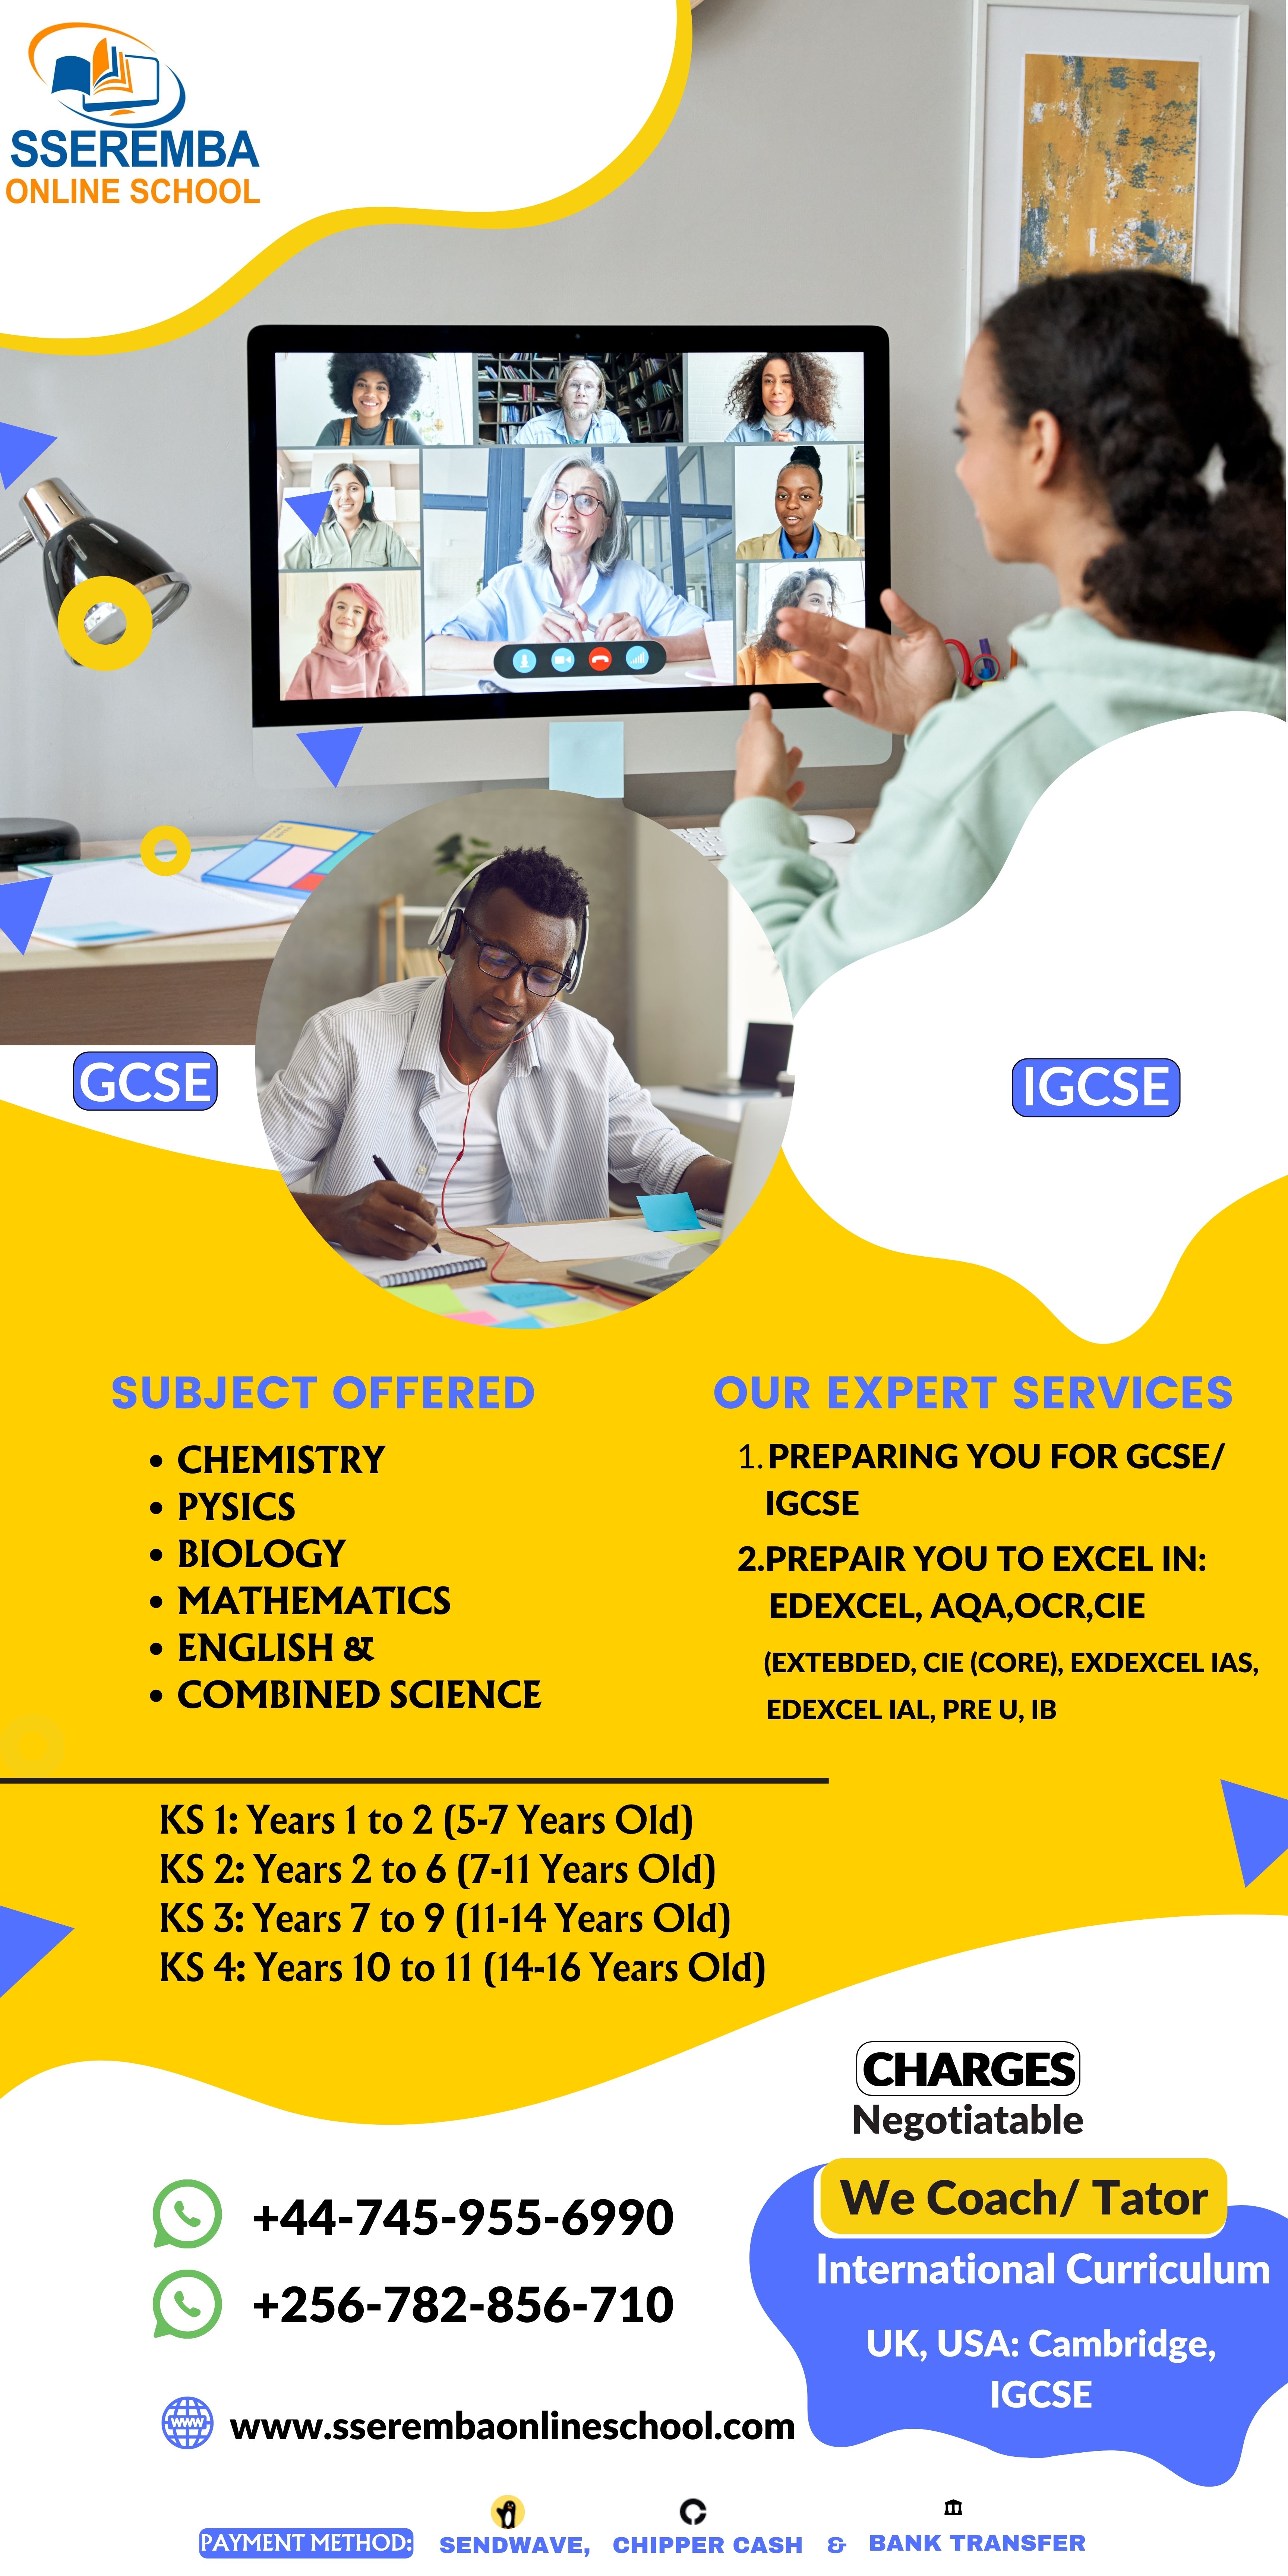 SSEREMBA
ONLINE SCHOOL
GCSE
IGCSE
SUBJECT OFFERED
CHEMISTRY
PYSICS
BIOLOGY
MATHEMATICS
ENGLISH &
COMBINED SCIENCE
OUR EXPERT SERVICES
1. PREPARING YOU FOR GCSE/
IGCSE
2.PREPAIR YOU TO EXCEL IN:
EDEXCEL, AQA,OCR,CIE
(EXTEBDED, CIE (CORE), EXDEXCEL IAS,
EDEXCEL IAL, PRE U, IB
KS 1: Years 1 to 2 (5-7 Years Old)
KS 2: Years 2 to 6 (7-11 Years Old)
KS 3: Years 7 to 9 (11-14 Years Old)
KS 4: Years 10 to 11 (14-16 Years Old)
CHARGES
Negotiatable
We Coach/ Tator
International Curriculum
UK, USA: Cambridge,
IGCSE
+44-745-955-6990
+256-782-856-710
WWW
www.sserembaonlineschool.com
PAYMENT METHOD: SENDWAVE, CHIPPER CASH & BANK TRANSFER